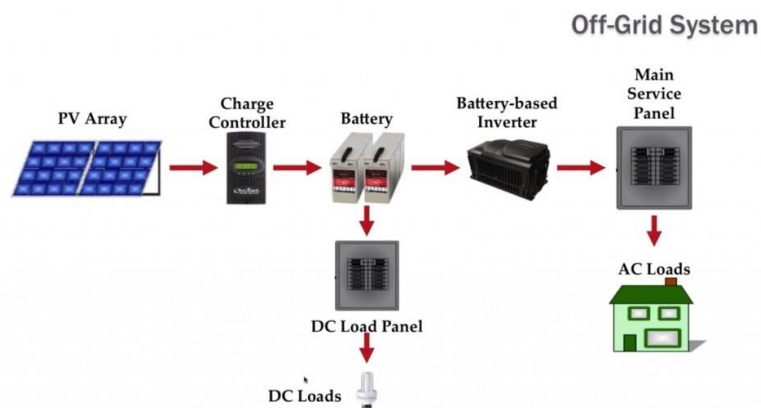 Off-Grid System
Main
Service
Panel
Battery-based
Inverter
Charge
Controller
Battery
PV Array
AC Loads
DC Load Panel
DC Loads